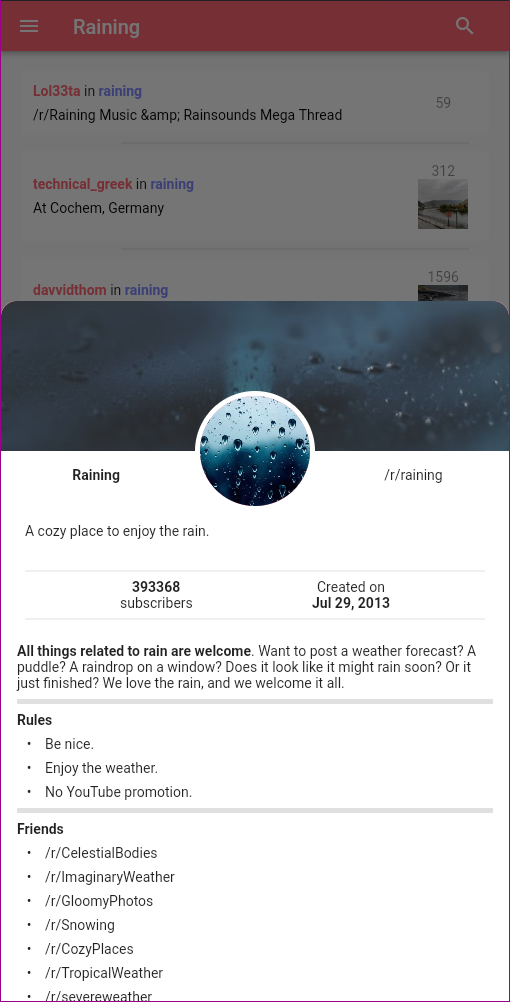 Raining
Lol33ta in raining
/r/Raining Music &amp; Rainsounds Mega Thread
59
technical_greek in raining
At Cochem, Germany
312
davvidthom in raining
1596
Raining
/r/raining
A cozy place to enjoy the rain.
393368
subscribers
Created on
Jul 29, 2013
All things related to rain are welcome. Want to post a weather forecast? A
puddle? A raindrop on a window? Does it look like it might rain soon? Or it
just finished? We love the rain, and we welcome it all.
Rules
• Be nice.
• Enjoy the weather.
• No YouTube promotion.
Friends
• /r/CelestialBodies
• /r/ImaginaryWeather
• /r/GloomyPhotos
• /r/Snowing
• /r/CozyPlaces
• /r/TropicalWeather
• /r/severeweather